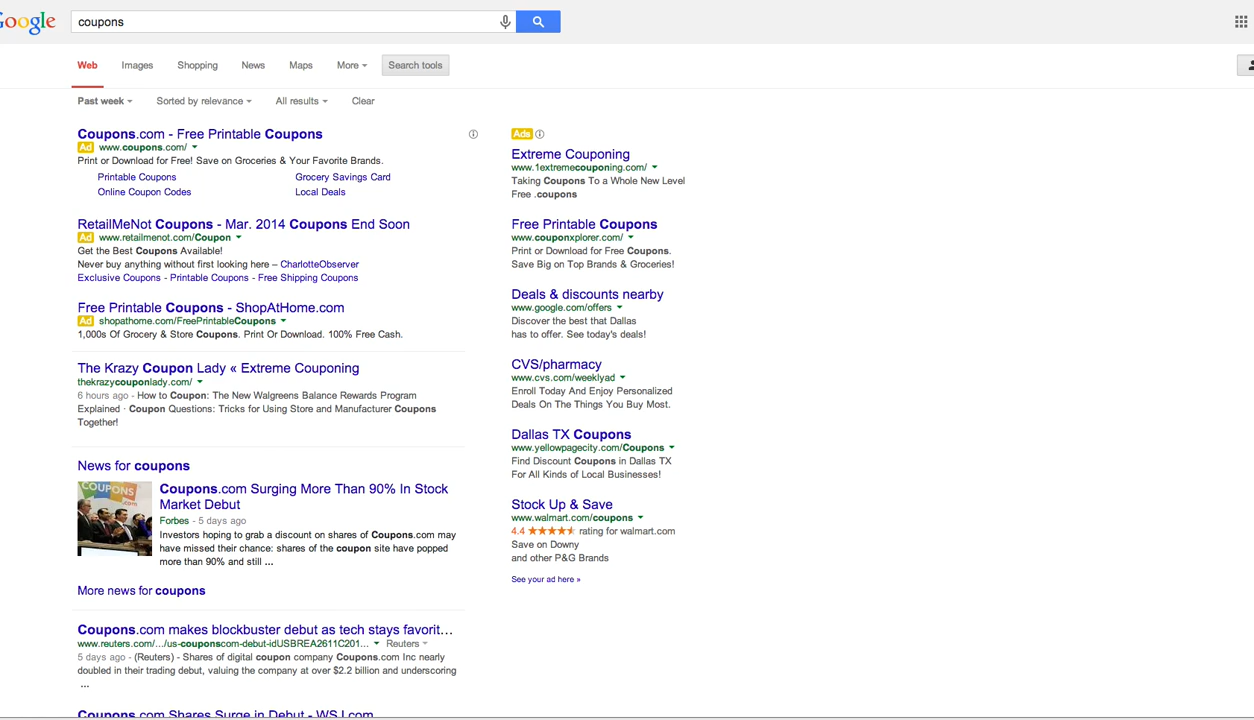 Google
coupons
Web Images Shopping News Maps More Search tools
Past week Sorted by relevance All results Clear
Coupons.com - Free Printable Coupons
Ad www.coupons.com/
Print or Download for Free! Save on Groceries & Your Favorite Brands.
Printable Coupons Grocery Savings Card
Online Coupon Codes Local Deals
RetailMeNot Coupons - Mar. 2014 Coupons End Soon
Ad www.retailmenot.com/Coupon
Get the Best Coupons Available!
Never buy anything without first looking here – CharlotteObserver
Exclusive Coupons - Printable Coupons - Free Shipping Coupons
Free Printable Coupons - ShopAtHome.com
Ad shopathome.com/FreePrintableCoupons
1,000s Of Grocery & Store Coupons. Print Or Download. 100% Free Cash.
The Krazy Coupon Lady « Extreme Couponing
thekrazycouponlady.com/
6 hours ago - How to Coupon: The New Walgreens Balance Rewards Program
Explained · Coupon Questions: Tricks for Using Store and Manufacturer Coupons
Together!
News for coupons
COUPONS
.com
Coupons.com Surging More Than 90% In Stock
Market Debut
Forbes - 5 days ago
Investors hoping to grab a discount on shares of Coupons.com may
have missed their chance: shares of the coupon site have popped
more than 90% and still ...
More news for coupons
Coupons.com makes blockbuster debut as tech stays favorit...
www.reuters.com/.../us-couponscom-debut-idUSBREA2611C201... Reuters
5 days ago - (Reuters) - Shares of digital coupon company Coupons.com Inc nearly
doubled in their trading debut, valuing the company at over $2.2 billion and underscoring
...
Coupons.com Shares Surge in Debut - WSJ.com
Ads
Extreme Couponing
www.1extremecouponing.com/
Taking Coupons To a Whole New Level
Free .coupons
Free Printable Coupons
www.couponxplorer.com/
Print or Download for Free Coupons.
Save Big on Top Brands & Groceries!
Deals & discounts nearby
www.google.com/offers
Discover the best that Dallas
has to offer. See today's deals!
CVS/pharmacy
www.cvs.com/weeklyad
Enroll Today And Enjoy Personalized
Deals On The Things You Buy Most.
Dallas TX Coupons
www.yellowpagecity.com/Coupons
Find Discount Coupons in Dallas TX
For All Kinds of Local Businesses!
Stock Up & Save
www.walmart.com/coupons
4.4 ★★★★★ rating for walmart.com
Save on Downy
and other P&G Brands
See your ad here »